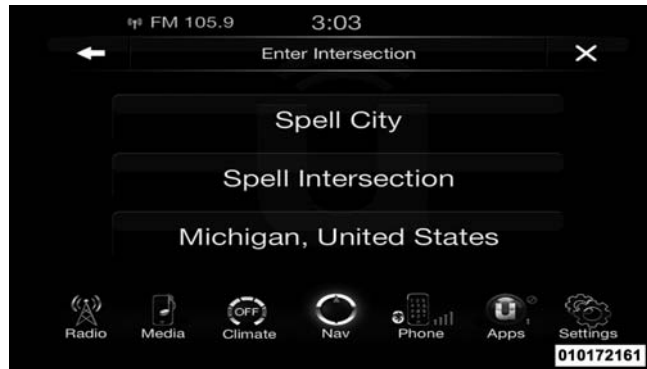 FM 105.9 3:03
Enter Intersection
Spell City
Spell Intersection
Michigan, United States
OFF
Radio Media Climate Nav Phone Apps Settings
010172161